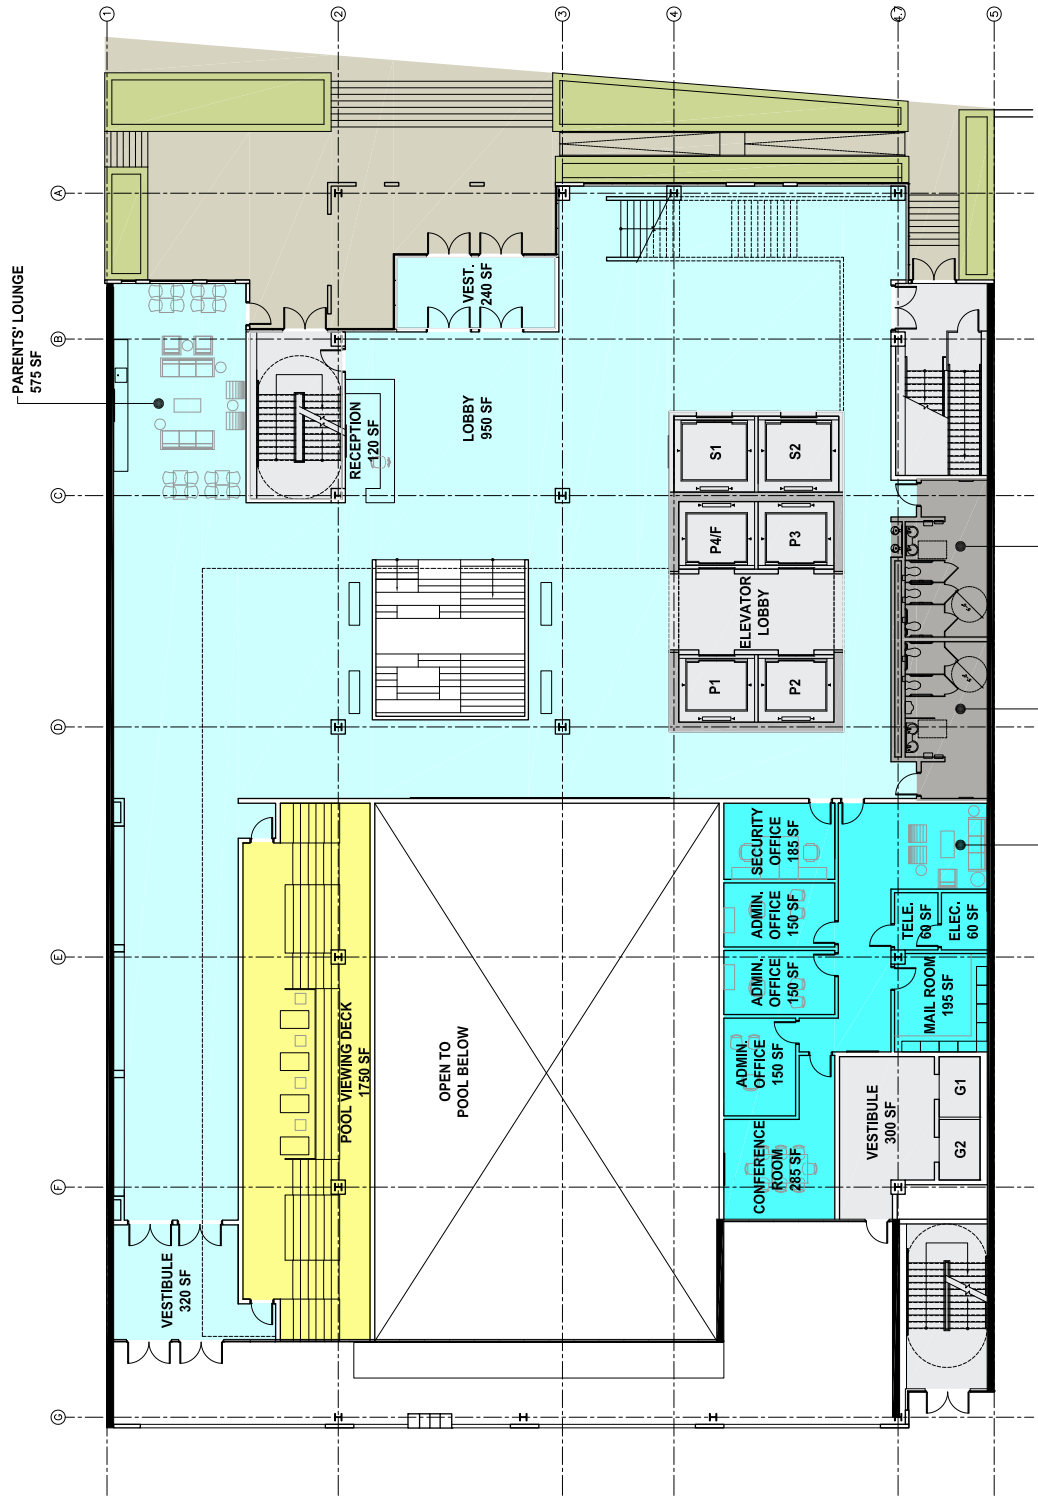 1
2
3
4
4.7
5
A
B
C
D
E
F
G
PARENTS' LOUNGE
575 SF
VEST.
240 SF
RECEPTION
120 SF
LOBBY
950 SF
S1
S2
P4/F
P3
ELEVATOR
LOBBY
P1
P2
SECURITY
OFFICE
185 SF
ADMIN.
OFFICE
150 SF
TELE.
60 SF
ELEC.
60 SF
ADMIN.
OFFICE
150 SF
MAIL ROOM
195 SF
ADMIN.
OFFICE
150 SF
POOL VIEWING DECK
1750 SF
OPEN TO
POOL BELOW
CONFERENCE
ROOM
285 SF
VESTIBULE
300 SF
G1
G2
VESTIBULE
320 SF